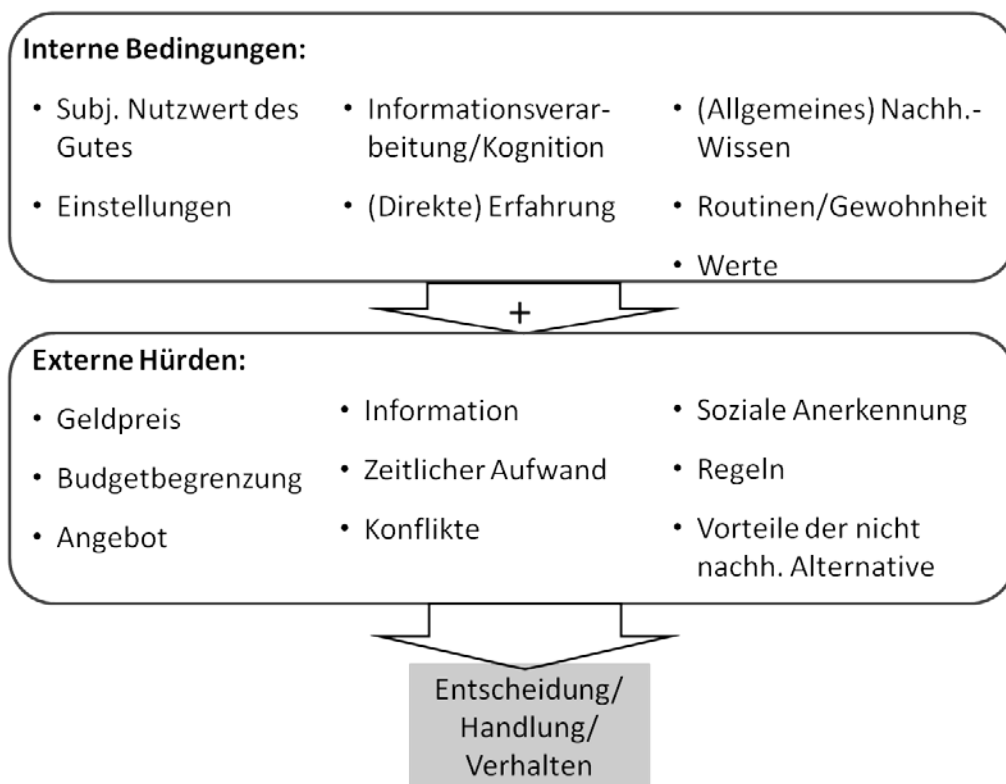 Interne Bedingungen:
• Subj. Nutzwert des
Gutes
• Einstellungen
• Informationsverar-
beitung/Kognition
• (Direkte) Erfahrung
• (Allgemeines) Nachh.-
Wissen
• Routinen/Gewohnheit
• Werte
+
Externe Hürden:
• Geldpreis
• Budgetbegrenzung
• Angebot
• Information
• Zeitlicher Aufwand
• Konflikte
• Soziale Anerkennung
• Regeln
• Vorteile der nicht
nachh. Alternative
Entscheidung/
Handlung/
Verhalten